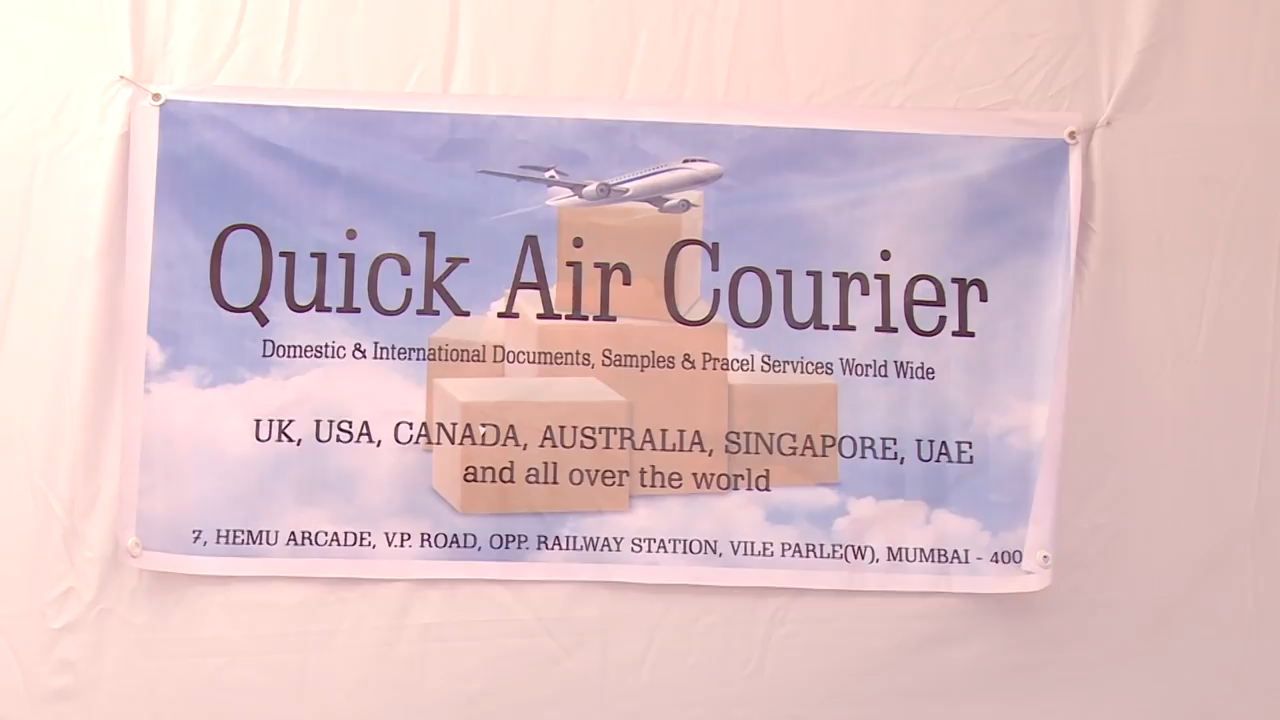 Quick Air Courier
Domestic & International Documents, Samples & Pracel Services World Wide
UK, USA, CANADA, AUSTRALIA, SINGAPORE, UAE
and all over the world
7, HEMU ARCADE, V.P. ROAD, OPP. RAILWAY STATION, VILE PARLE(W), MUMBAI - 400